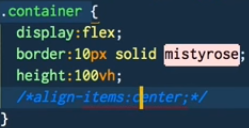 .container {
display:flex;
border:10px solid mistyrose;
height:100vh;
/*align-items:center;*/
}